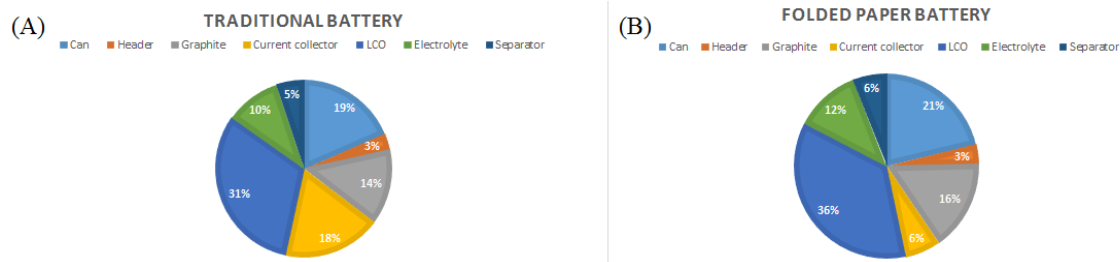 (A)
TRADITIONAL BATTERY
Can Header Graphite Current collector LCO Electrolyte Separator
5%
19%
10%
3%
14%
31%
18%
(B)
FOLDED PAPER BATTERY
Can Header Graphite Current collector LCO Electrolyte Separator
6%
21%
12%
3%
16%
36%
6%